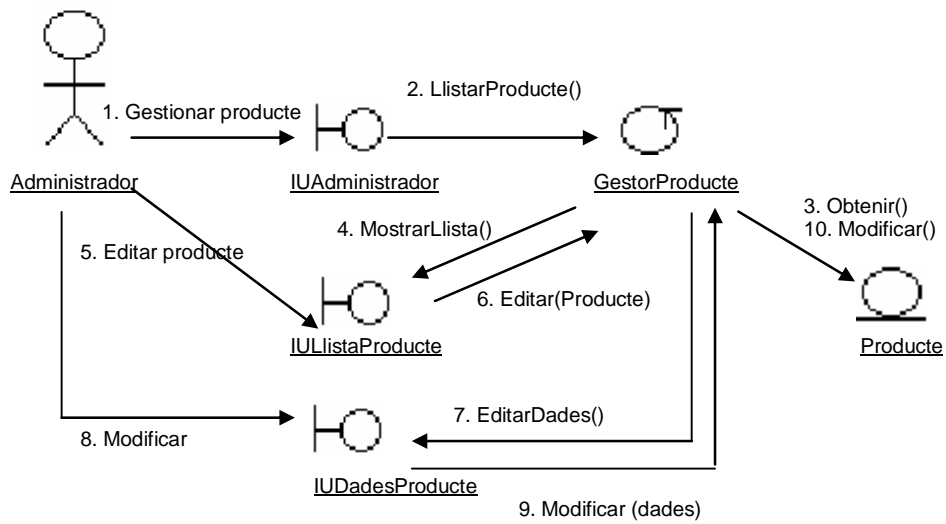 2. LlistarProducte()
1. Gestionar producte
Administrador
IUAdministrador
GestorProducte
3. Obtenir()
10. Modificar()
4. MostrarLlista()
5. Editar producte
6. Editar(Producte)
IULlistaProducte
Producte
7. EditarDades()
8. Modificar
IUDadesProducte
9. Modificar (dades)